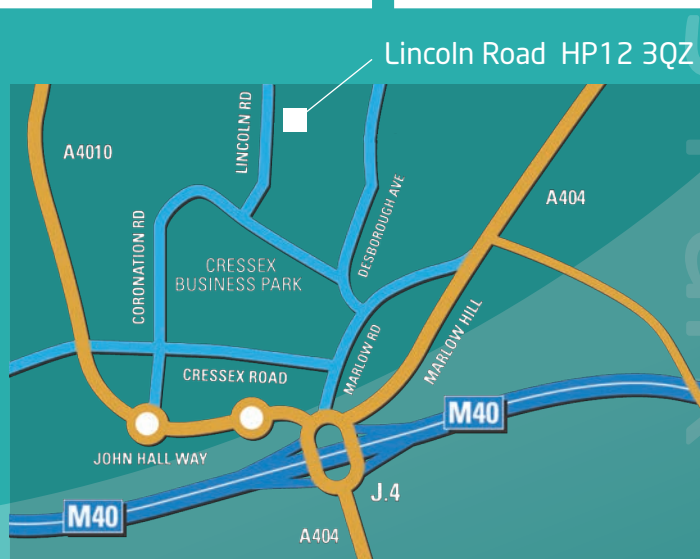 Lincoln Road HP12 3QZ
A4010
LINCOLN RD
A404
DESBOROUGH AVE
CORONATION RD
CRESSEX
BUSINESS PARK
MARLOW HILL
MARLOW RD
CRESSEX ROAD
M40
JOHN HALL WAY
J.4
M40
A404